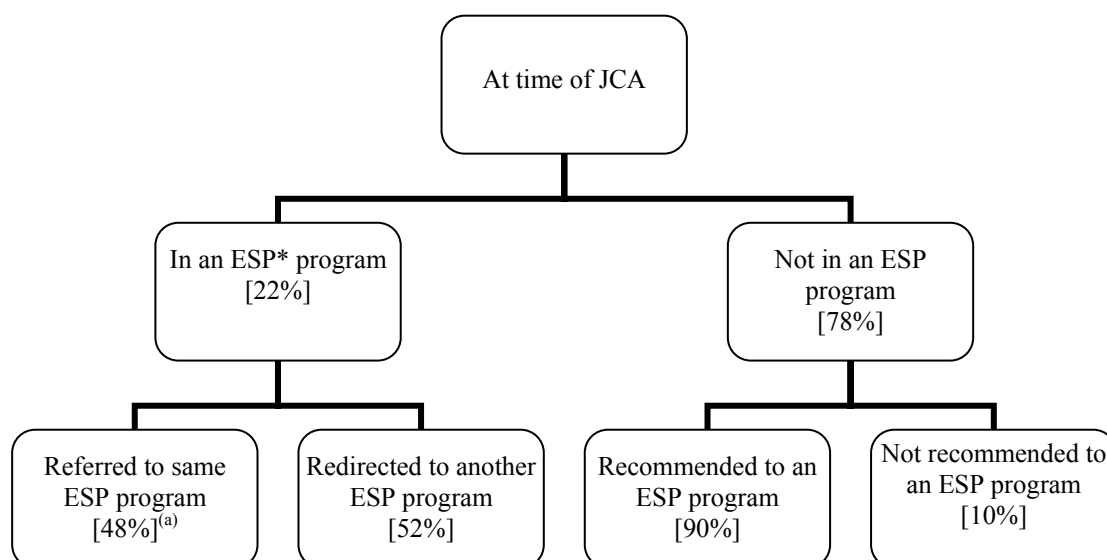 At time of JCA
In an ESP* program
[22%]
Not in an ESP
program
[78%]
Referred to same
ESP program
[48%](a)
Redirected to another
ESP program
[52%]
Recommended to an
ESP program
[90%]
Not recommended to
an ESP program
[10%]